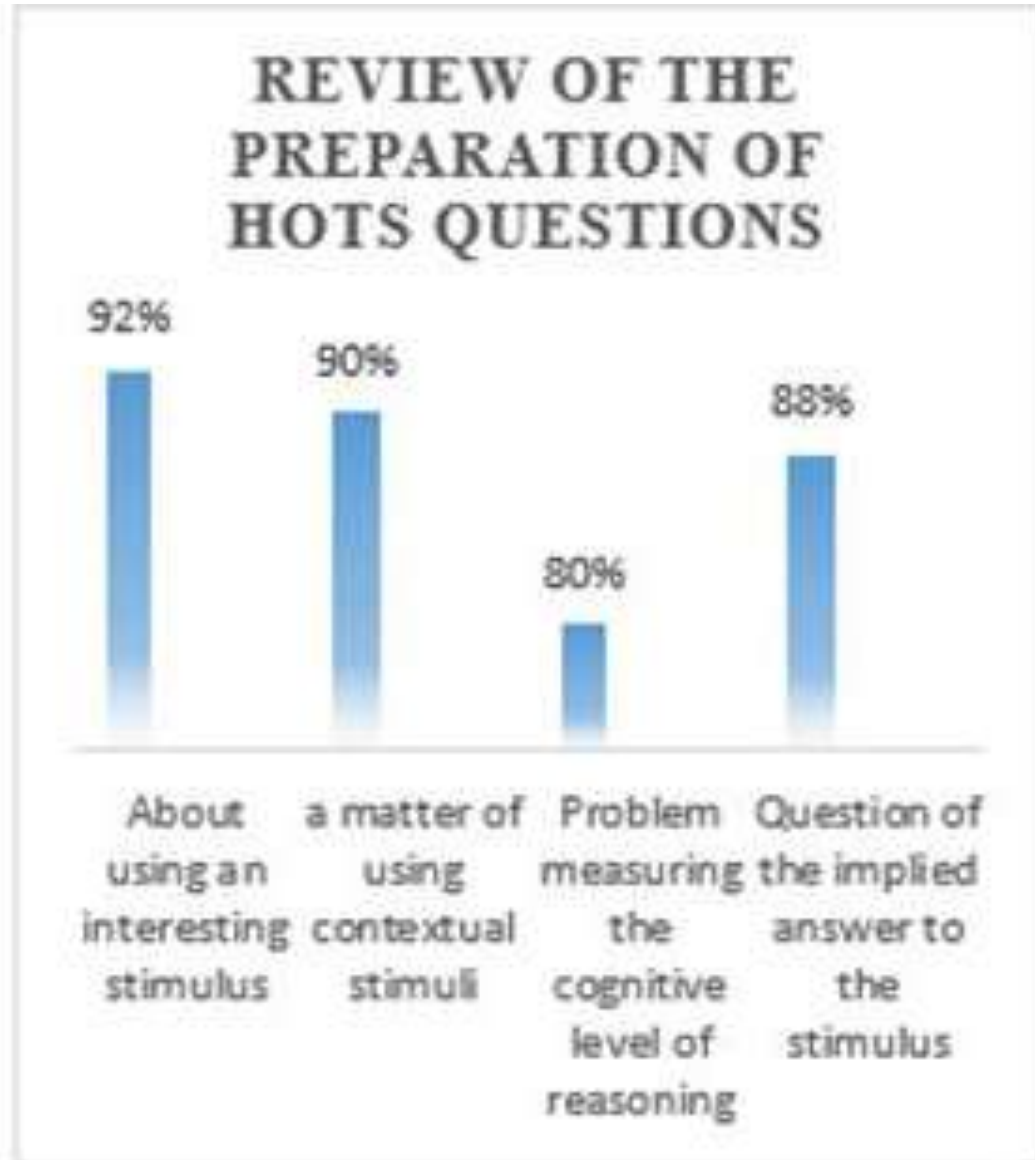 REVIEW OF THE
PREPARATION OF
HOTS QUESTIONS
92%
90%
80%
88%
About
using an
interesting
stimulus
a matter of
using
contextual
stimuli
Problem
measuring
the
cognitive
level of
reasoning
Question of
the implied
answer to
the
stimulus